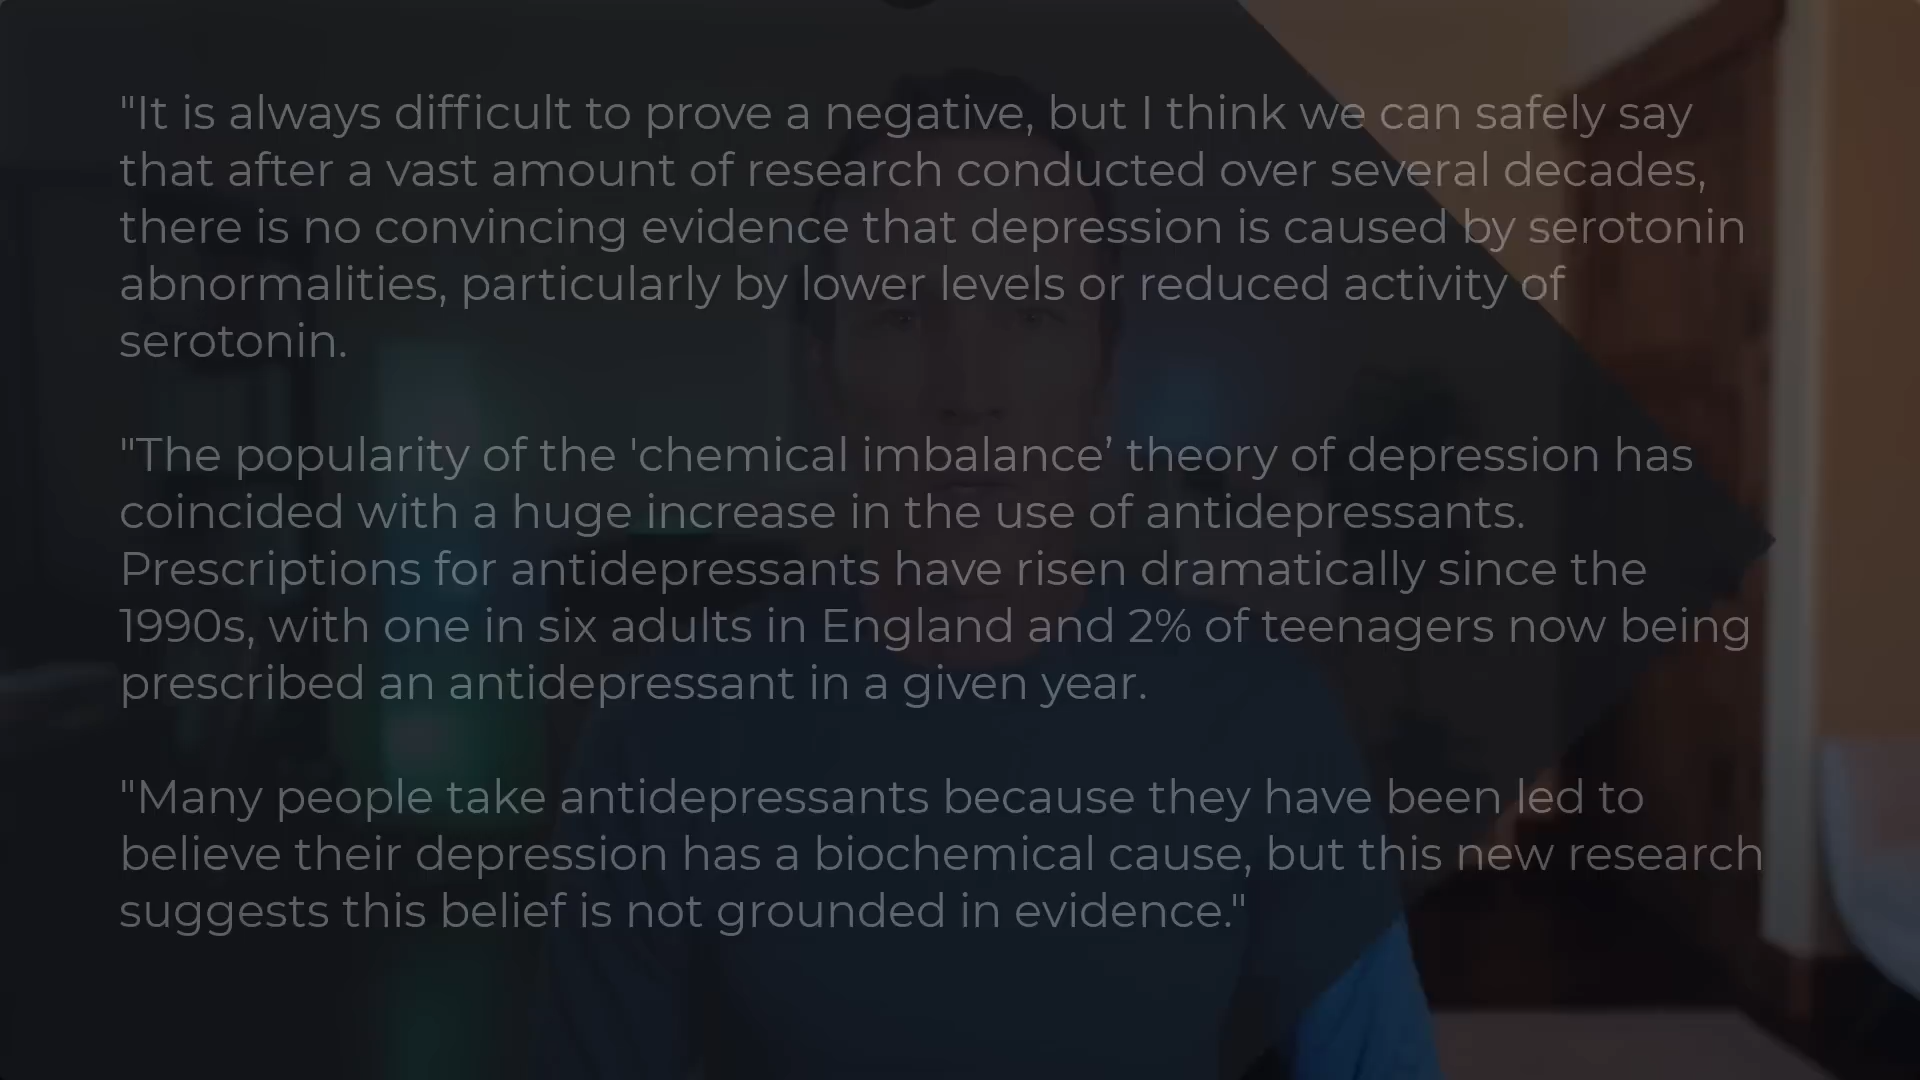 "It is always difficult to prove a negative, but I think we can safely say
that after a vast amount of research conducted over several decades,
there is no convincing evidence that depression is caused by serotonin
abnormalities, particularly by lower levels or reduced activity of
serotonin.
"The popularity of the 'chemical imbalance’ theory of depression has
coincided with a huge increase in the use of antidepressants.
Prescriptions for antidepressants have risen dramatically since the
1990s, with one in six adults in England and 2% of teenagers now being
prescribed an antidepressant in a given year.
"Many people take antidepressants because they have been led to
believe their depression has a biochemical cause, but this new research
suggests this belief is not grounded in evidence."